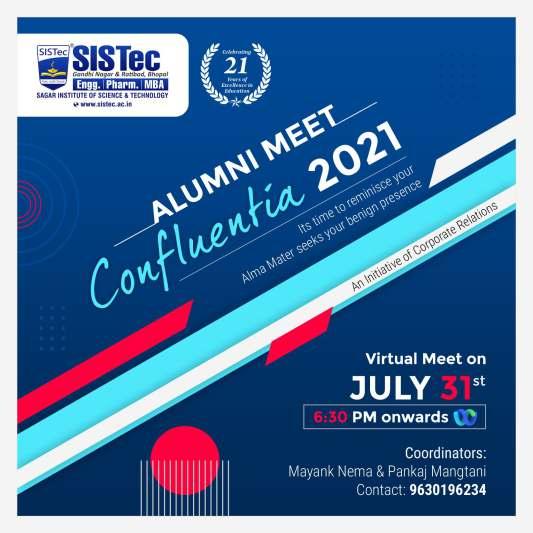 SISTec
SISTec®
Gandhi Nagar & Ratibad, Bhopal
Engg. Pharm. MBA
SAGAR INSTITUTE OF SCIENCE & TECHNOLOGY
www.sistec.ac.in
Celebrating
21
Years of
Excellence in
Education
ALUMNI MEET
Confluentia 2021
Its time to reminisce your
Alma Mater seeks your benign presence
An Initiative of Corporate Relations
Virtual Meet on
JULY 31st
6:30 PM onwards
Coordinators:
Mayank Nema & Pankaj Mangtani
Contact: 9630196234